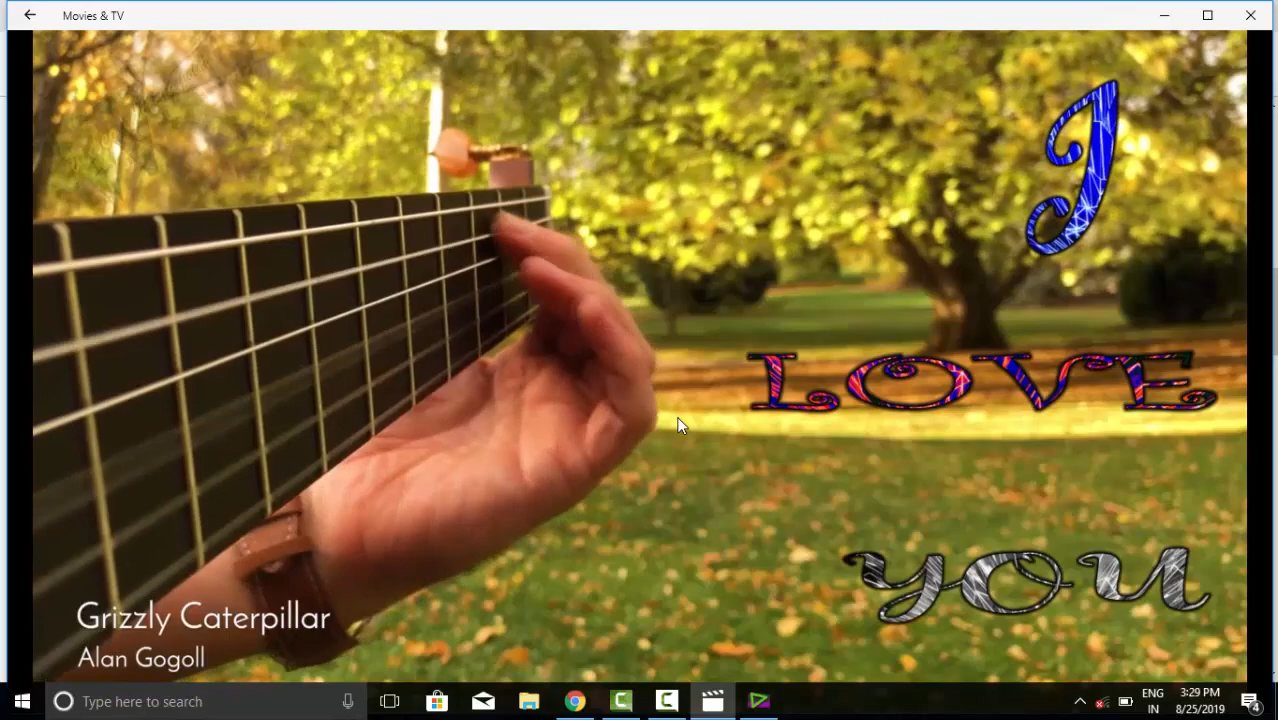 Movies & TV
I
LOVE
you
Grizzly Caterpillar
Alan Gogoll
Type here to search
ENG
IN
3:29 PM
8/25/2019
4